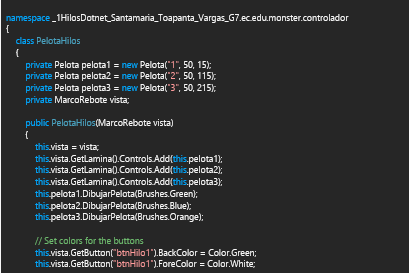 namespace _1HilosDotnet_Santamaria_Toapanta_Vargas_G7.ec.edu.monster.controlador
{
    class PelotaHilos
    {
        private Pelota pelota1 = new Pelota("1", 50, 15);
        private Pelota pelota2 = new Pelota("2", 50, 115);
        private Pelota pelota3 = new Pelota("3", 50, 215);
        private MarcoRebote vista;

        public PelotaHilos(MarcoRebote vista)
        {
            this.vista = vista;
            this.vista.GetLamina().Controls.Add(this.pelota1);
            this.vista.GetLamina().Controls.Add(this.pelota2);
            this.vista.GetLamina().Controls.Add(this.pelota3);
            this.pelota1.DibujarPelota(Brushes.Green);
            this.pelota2.DibujarPelota(Brushes.Blue);
            this.pelota3.DibujarPelota(Brushes.Orange);

            // Set colors for the buttons
            this.vista.GetButton("btnHilo1").BackColor = Color.Green;
            this.vista.GetButton("btnHilo1").ForeColor = Color.White;